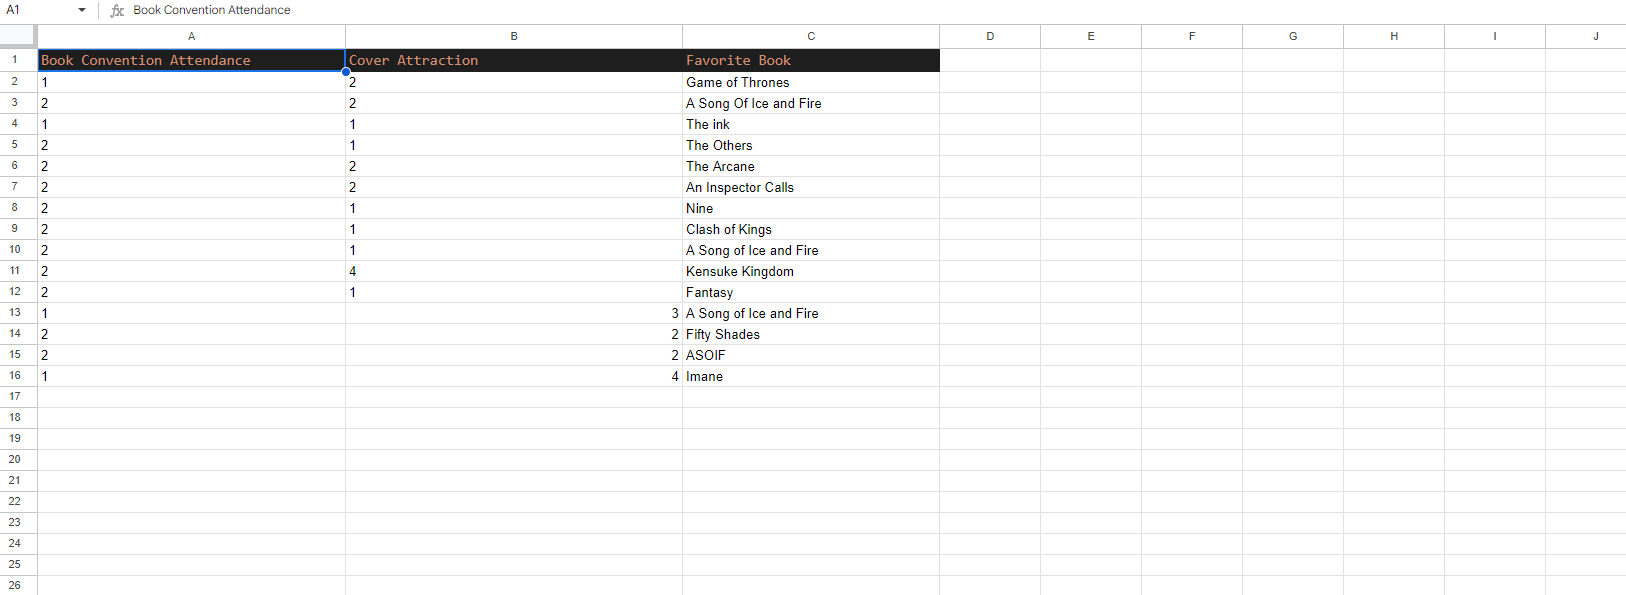 A1 fx Book Convention Attendance
A B C D E F G H I J
1 Book Convention Attendance Cover Attraction Favorite Book
2 1 2 Game of Thrones
3 2 2 A Song Of Ice and Fire
4 1 1 The ink
5 2 1 The Others
6 2 2 The Arcane
7 2 2 An Inspector Calls
8 2 1 Nine
9 2 1 Clash of Kings
10 2 1 A Song of Ice and Fire
11 2 4 Kensuke Kingdom
12 2 1 Fantasy
13 1 3 A Song of Ice and Fire
14 2 2 Fifty Shades
15 2 2 ASOIF
16 1 4 Imane
17
18
19
20
21
22
23
24
25
26